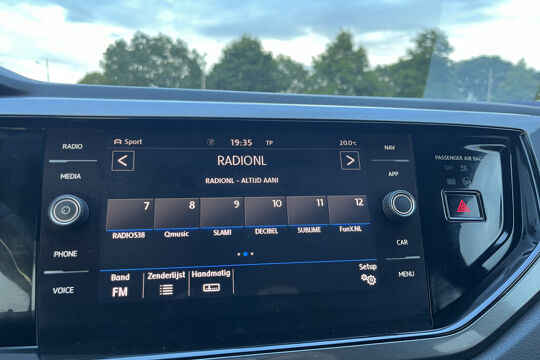 RADIO
Sport 19:35 TP 20.0°C
NAV
PASSENGER AIR BAG
OFF
RADIONL
MEDIA
APP
RADIONL - ALTIJD AAN!
7 8 9 10 11 12
RADIO538 Qmusic SLAM! DECIBEL SUBLIME FunX.NL
PHONE
CAR
Band Zenderlijst Handmatig Setup
FM
VOICE
MENU